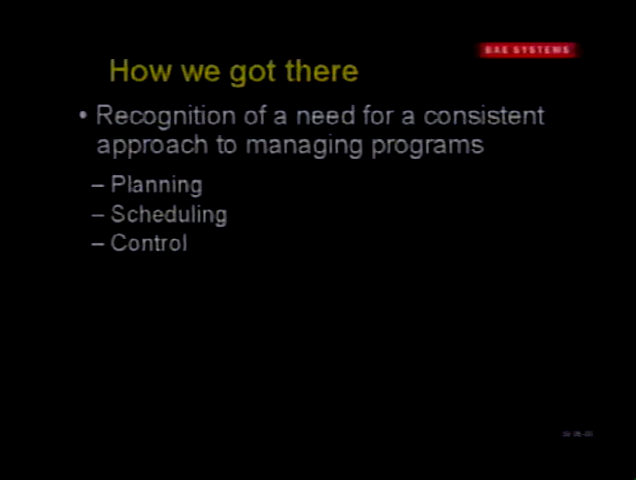 BAE SYSTEMS
How we got there
• Recognition of a need for a consistent
approach to managing programs
– Planning
– Scheduling
– Control